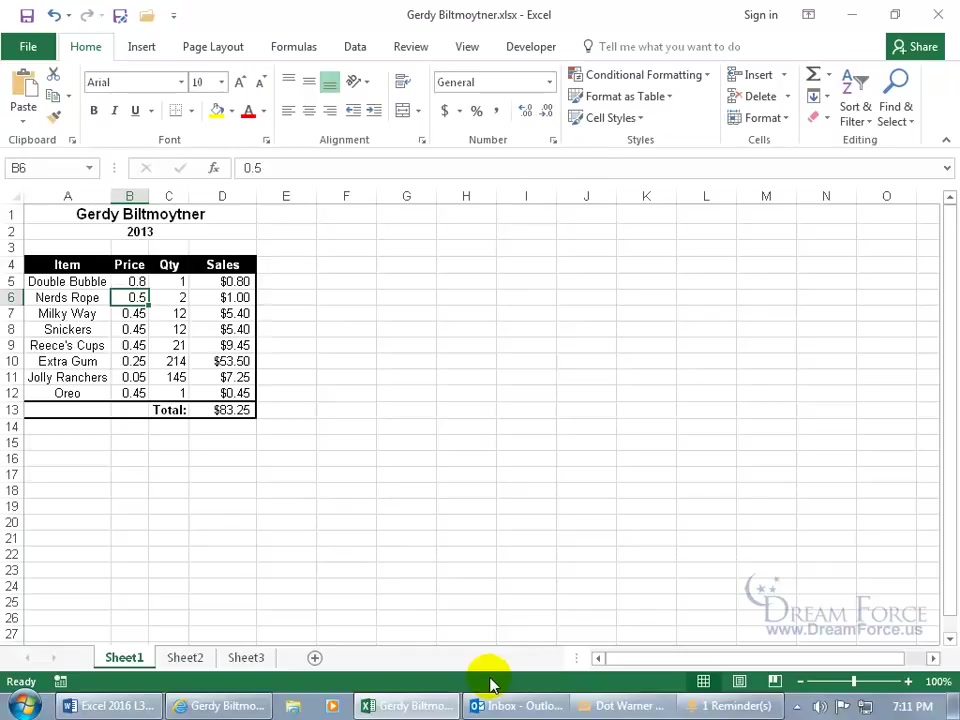 Gerdy Biltmoytner.xlsx - Excel
Sign in
File Home Insert Page Layout Formulas Data Review View Developer Tell me what you want to do Share
Arial 10 General
Conditional Formatting
Format as Table
Cell Styles
Insert
Delete
Format
Paste
B I U
$ %
Sort & Filter
Find & Select
Clipboard Font Alignment Number Styles Cells Editing
B6 fx 0.5
A B C D E F G H I J K L M N O
1 Gerdy Biltmoytner
2 2013
3
4 Item Price Qty Sales
5 Double Bubble 0.8 1 $0.80
6 Nerds Rope 0.5 2 $1.00
7 Milky Way 0.45 12 $5.40
8 Snickers 0.45 12 $5.40
9 Reece's Cups 0.45 21 $9.45
10 Extra Gum 0.25 214 $53.50
11 Jolly Ranchers 0.05 145 $7.25
12 Oreo 0.45 1 $0.45
13 Total: $83.25
14
15
16
17
18
19
20
21
22
23
24
25
26
27
DREAM FORCE
www.DreamForce.us
Sheet1 Sheet2 Sheet3
Ready 100%
Excel 2016 L3... Gerdy Biltmo... Gerdy Biltmo... Inbox - Outlo... Dot Warner ... 1 Reminder(s) 7:11 PM